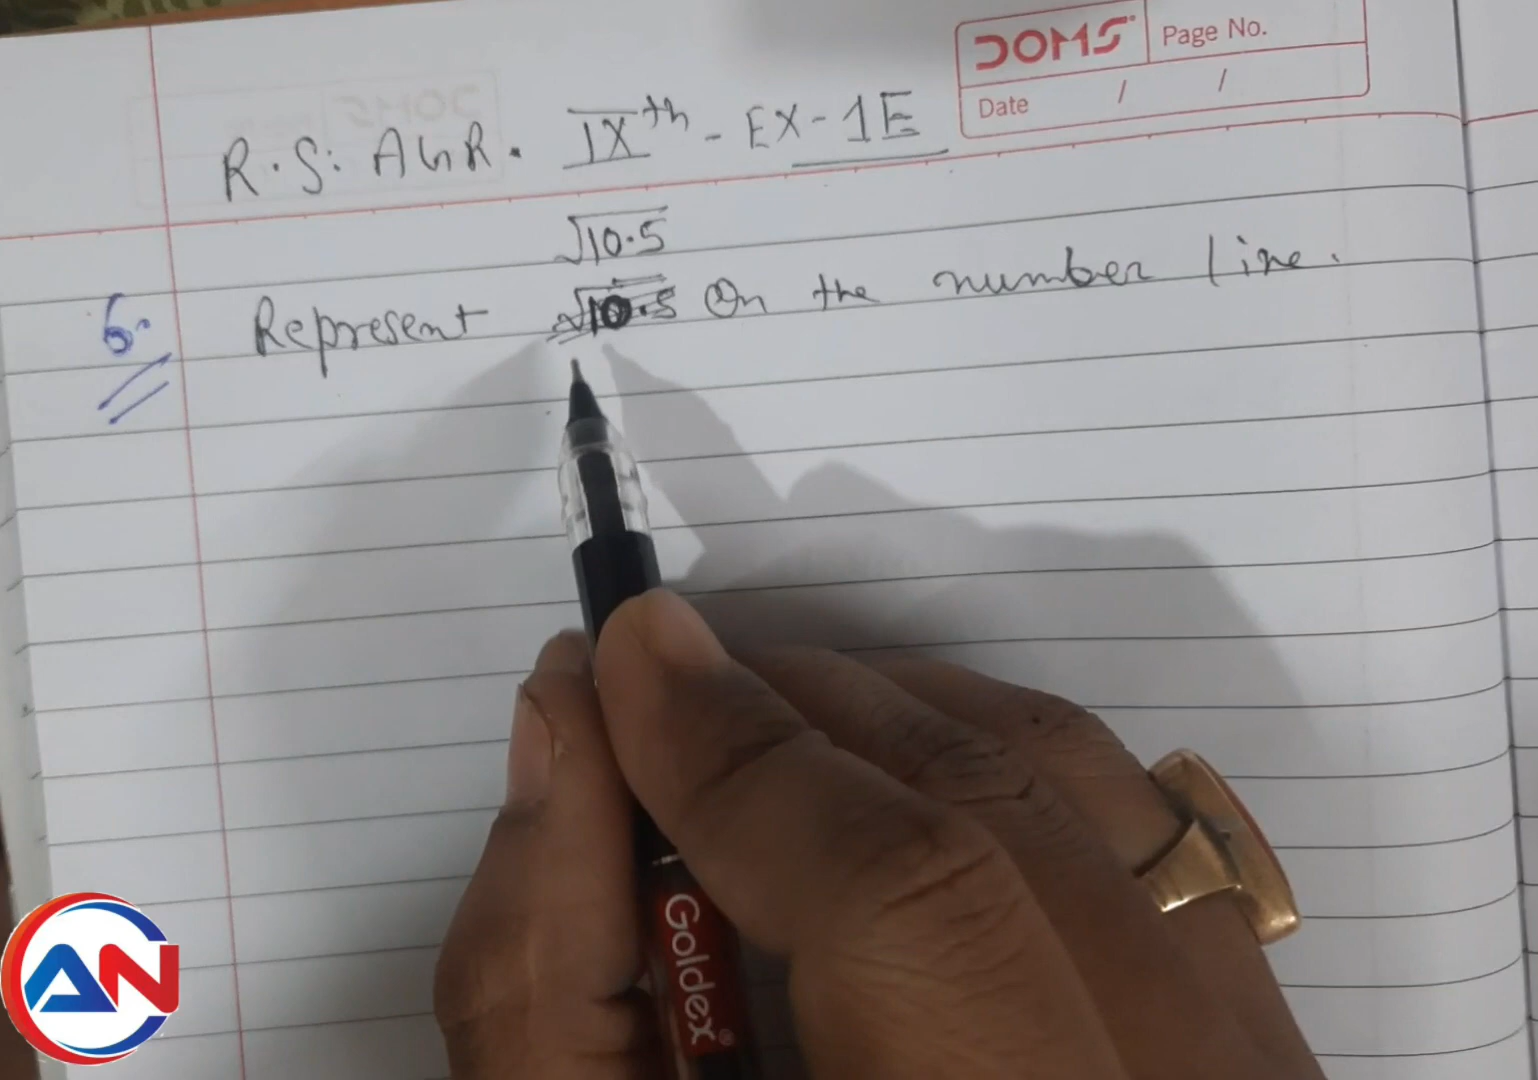 DOMS Page No.
Date / /
R.S. AGR. IXth - EX-1E
√10.5
6. Represent √10.5 On the number line.
Goldex
AN